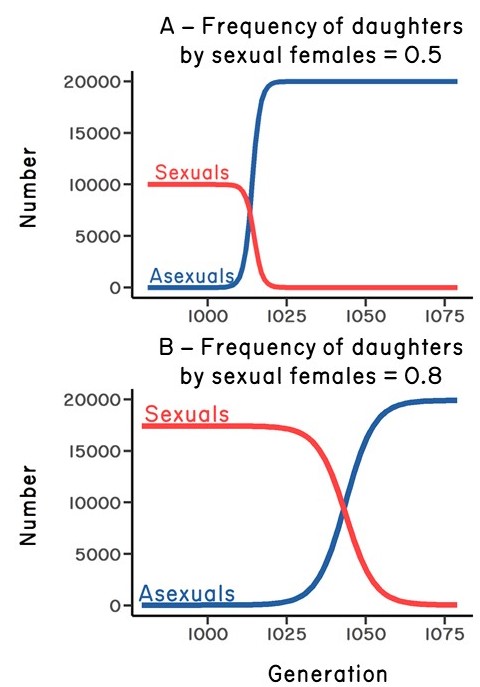 A – Frequency of daughters
by sexual females = 0.5
Number
20000
15000
10000
5000
0
Sexuals
Asexuals
1000 1025 1050 1075
B – Frequency of daughters
by sexual females = 0.8
Number
20000
15000
10000
5000
0
Sexuals
Asexuals
1000 1025 1050 1075
Generation